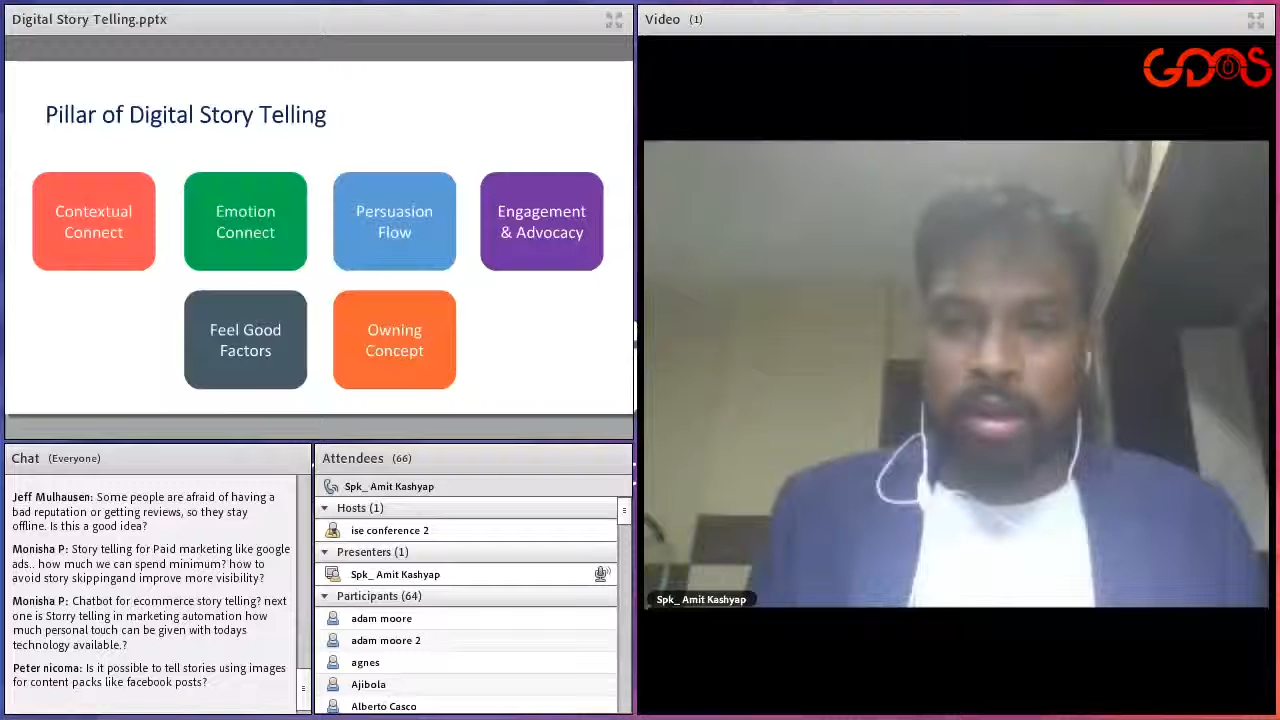 Digital Story Telling.pptx
Pillar of Digital Story Telling
Contextual
Connect
Emotion
Connect
Persuasion
Flow
Engagement
& Advocacy
Feel Good
Factors
Owning
Concept
Chat (Everyone)
Jeff Mulhausen: Some people are afraid of having a
bad reputation or getting reviews, so they stay
offline. Is this a good idea?
Monisha P: Story telling for Paid marketing like google
ads.. how much we can spend minimum? how to
avoid story skippingand improve more visibility?
Monisha P: Chatbot for ecommerce story telling? next
one is Storry telling in marketing automation how
much personal touch can be given with todays
technology available.?
Peter nicoma: Is it possible to tell stories using images
for content packs like facebook posts?
Attendees (66)
Spk_ Amit Kashyap
Hosts (1)
ise conference 2
Presenters (1)
Spk_ Amit Kashyap
Participants (64)
adam moore
adam moore 2
agnes
Ajibola
Alberto Casco
Video (1)
GDOS
Spk_ Amit Kashyap